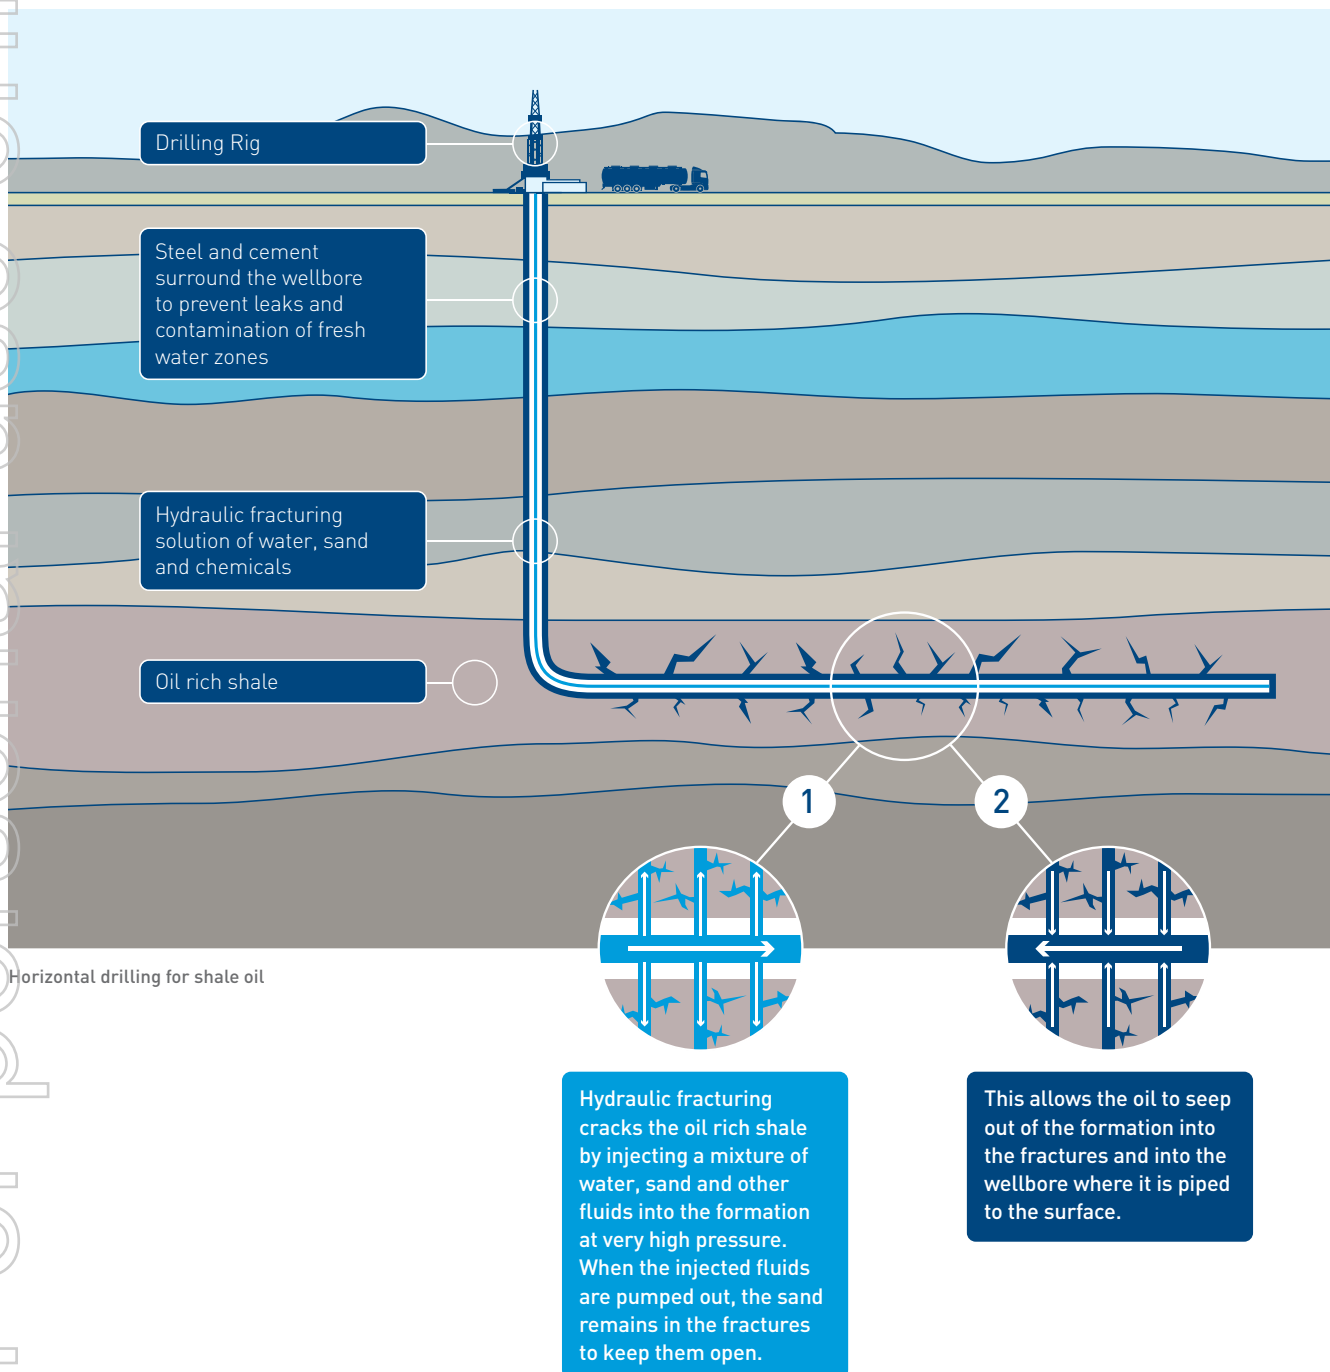 Drilling Rig
Steel and cement
surround the wellbore
to prevent leaks and
contamination of fresh
water zones
Hydraulic fracturing
solution of water, sand
and chemicals
Oil rich shale
1
2
Horizontal drilling for shale oil
Hydraulic fracturing
cracks the oil rich shale
by injecting a mixture of
water, sand and other
fluids into the formation
at very high pressure.
When the injected fluids
are pumped out, the sand
remains in the fractures
to keep them open.
This allows the oil to seep
out of the formation into
the fractures and into the
wellbore where it is piped
to the surface.